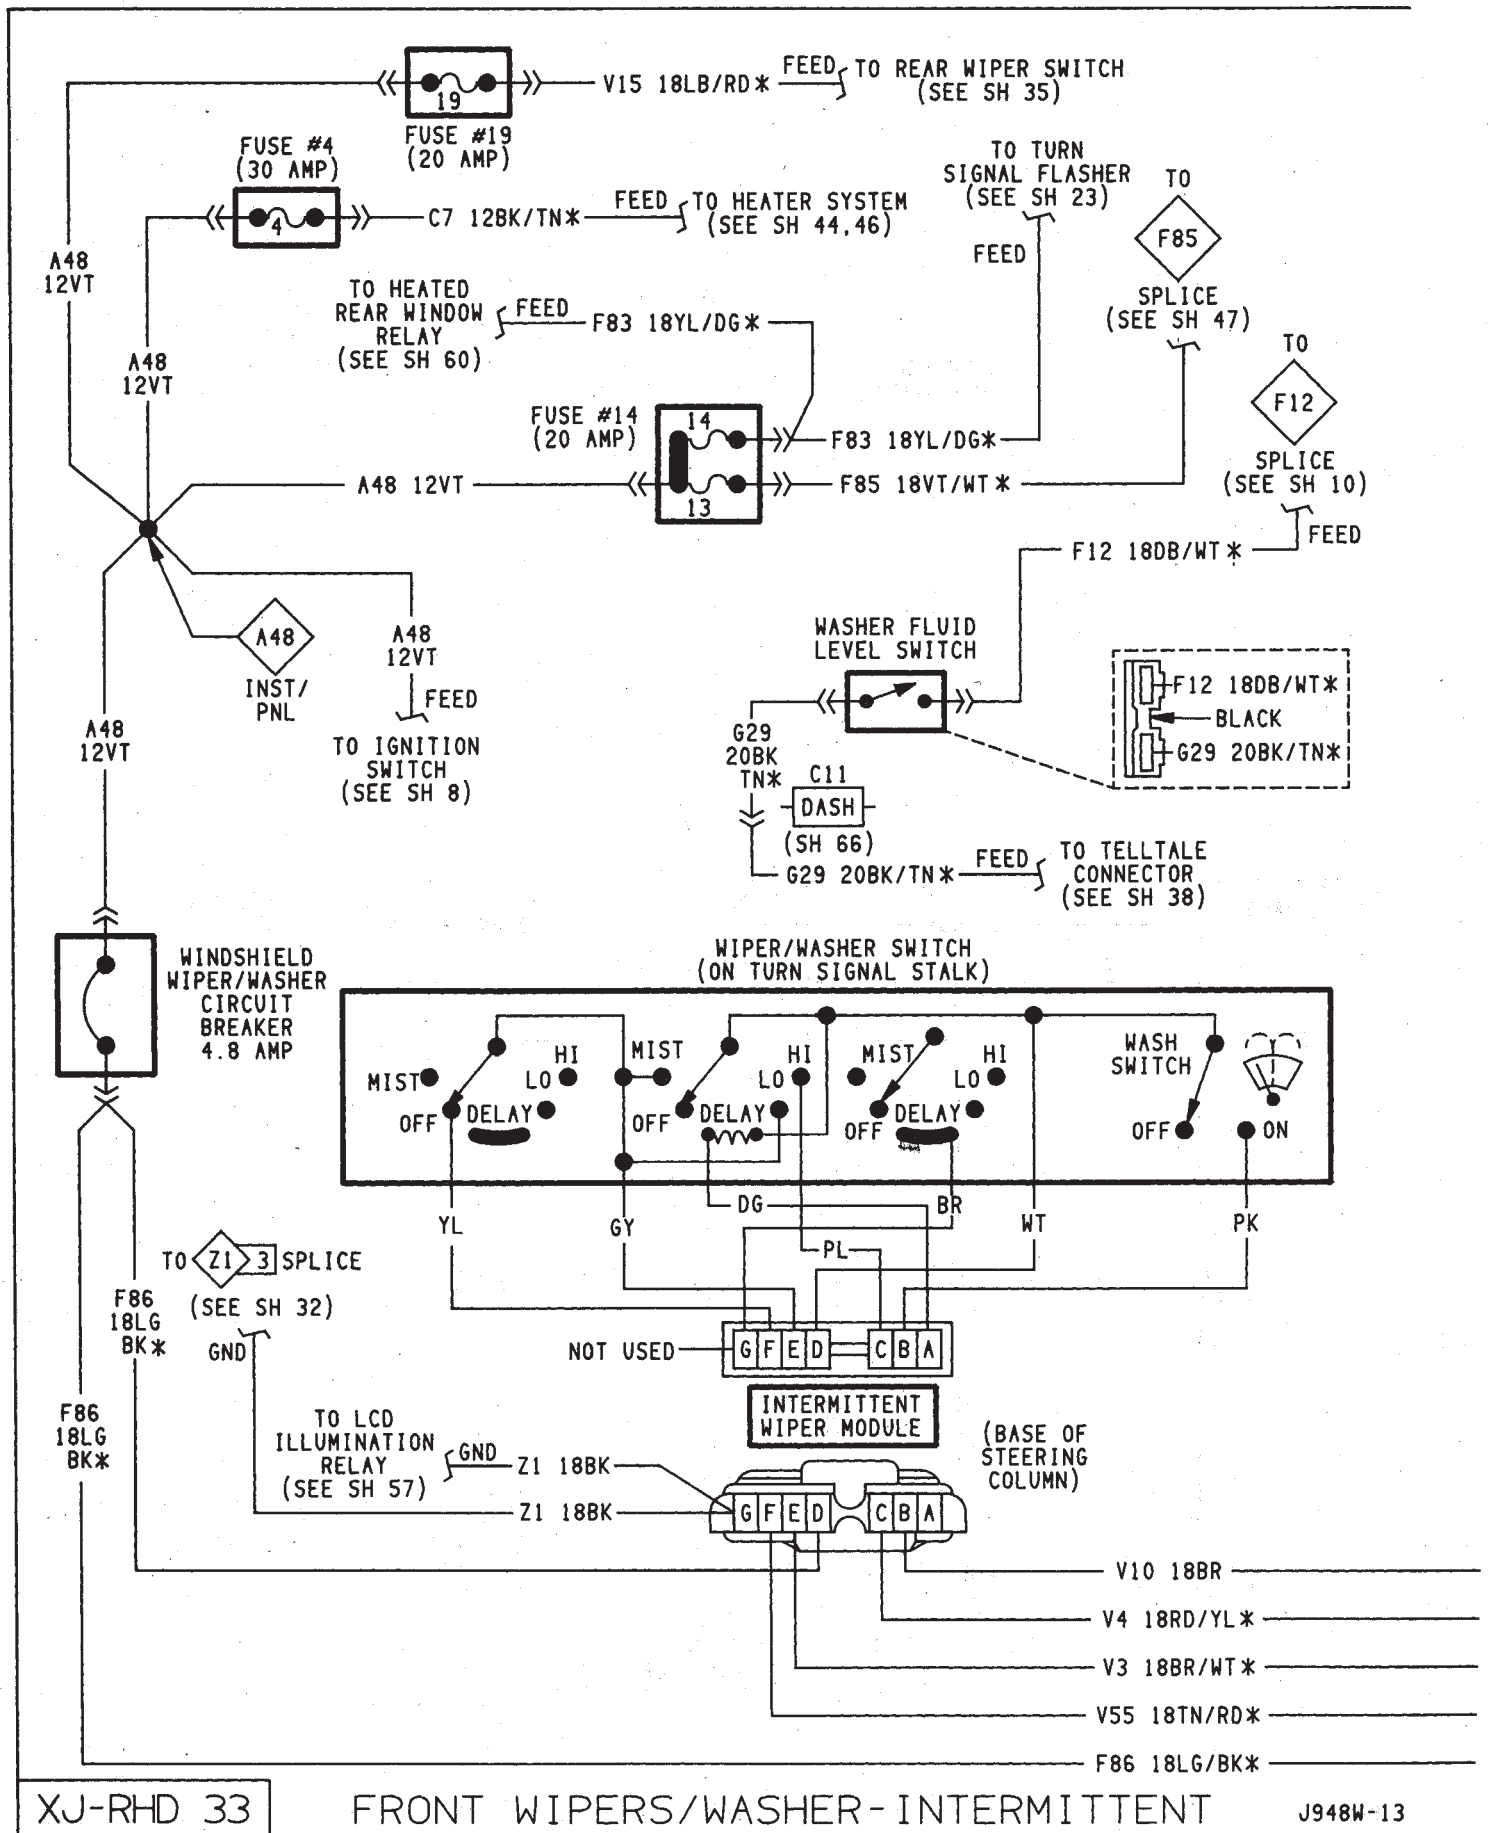 19
V15 18LB/RD*
FEED
TO REAR WIPER SWITCH
(SEE SH 35)
FUSE #19
(20 AMP)
FUSE #4
(30 AMP)
4
C7 12BK/TN*
FEED
TO HEATER SYSTEM
(SEE SH 44,46)
TO TURN
SIGNAL FLASHER
(SEE SH 23)
FEED
TO
F85
SPLICE
(SEE SH 47)
A48
12VT
TO HEATED
REAR WINDOW
RELAY
(SEE SH 60)
FEED
F83 18YL/DG*
A48
12VT
TO
F12
SPLICE
(SEE SH 10)
FEED
FUSE #14
(20 AMP)
14
13
F83 18YL/DG*
A48 12VT
F85 18VT/WT*
F12 18DB/WT*
A48
INST/
PNL
A48
12VT
FEED
TO IGNITION
SWITCH
(SEE SH 8)
A48
12VT
WASHER FLUID
LEVEL SWITCH
F12 18DB/WT*
BLACK
G29 20BK/TN*
G29
20BK
TN*
C11
DASH
(SH 66)
G29 20BK/TN*
FEED
TO TELLTALE
CONNECTOR
(SEE SH 38)
WINDSHIELD
WIPER/WASHER
CIRCUIT
BREAKER
4.8 AMP
WIPER/WASHER SWITCH
(ON TURN SIGNAL STALK)
MIST
OFF
DELAY
LO
HI
MIST
OFF
DELAY
LO
HI
MIST
OFF
DELAY
LO
HI
WASH
SWITCH
OFF
ON
YL
GY
DG
PL
BR
WT
PK
TO Z1 3 SPLICE
(SEE SH 32)
GND
F86
18LG
BK*
F86
18LG
BK*
NOT USED
G F E D C B A
INTERMITTENT
WIPER MODULE
(BASE OF
STEERING
COLUMN)
TO LCD
ILLUMINATION
RELAY
(SEE SH 57)
GND
Z1 18BK
Z1 18BK
G F E D C B A
V10 18BR
V4 18RD/YL*
V3 18BR/WT*
V55 18TN/RD*
F86 18LG/BK*
XJ-RHD 33
FRONT WIPERS/WASHER-INTERMITTENT
J948W-13